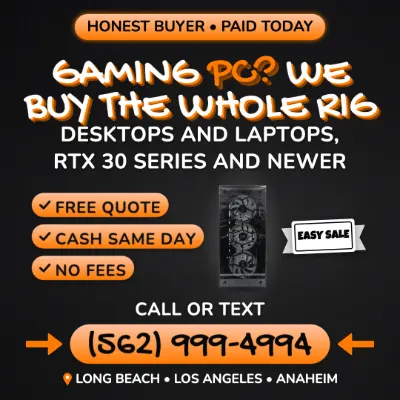 HONEST BUYER • PAID TODAY
GAMING PC? WE
BUY THE WHOLE RIG
DESKTOPS AND LAPTOPS,
RTX 30 SERIES AND NEWER
FREE QUOTE
CASH SAME DAY
NO FEES
EASY SALE
CALL OR TEXT
(562) 999-4994
LONG BEACH • LOS ANGELES • ANAHEIM